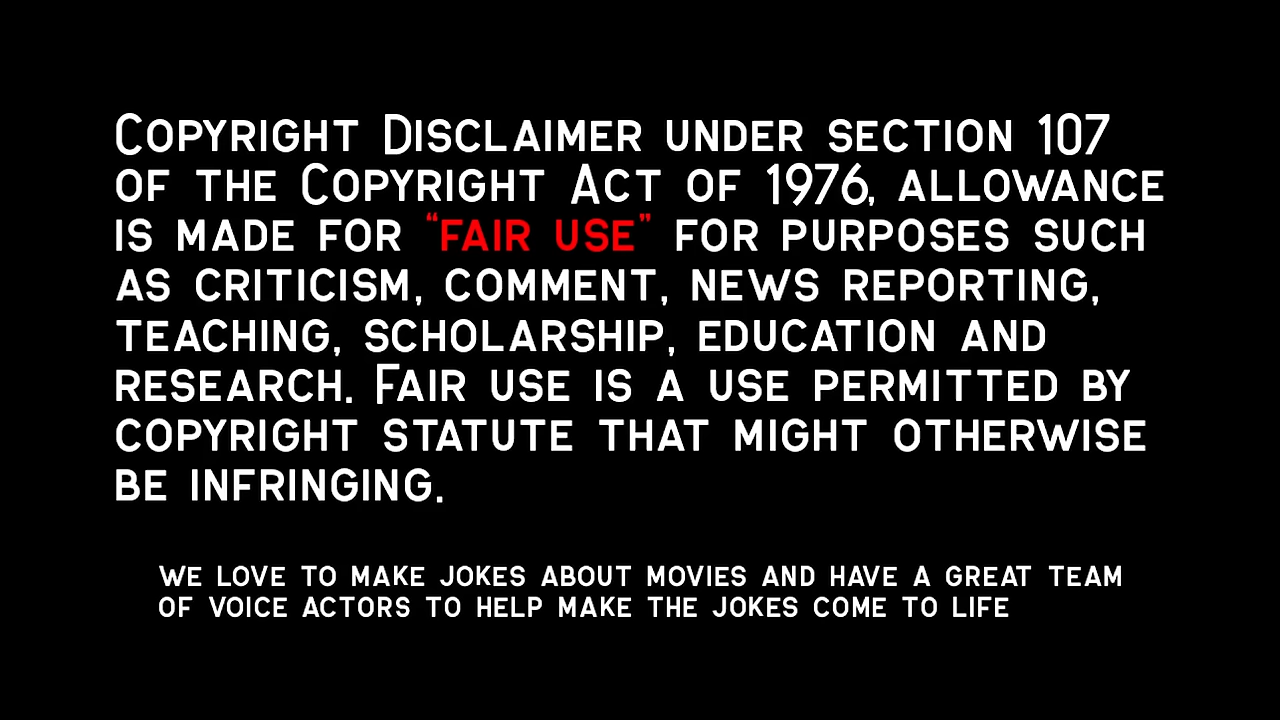 Copyright Disclaimer under section 107
of the Copyright Act of 1976, allowance
is made for “fair use” for purposes such
as criticism, comment, news reporting,
teaching, scholarship, education and
research. Fair use is a use permitted by
copyright statute that might otherwise
be infringing.
we love to make jokes about movies and have a great team
of voice actors to help make the jokes come to life